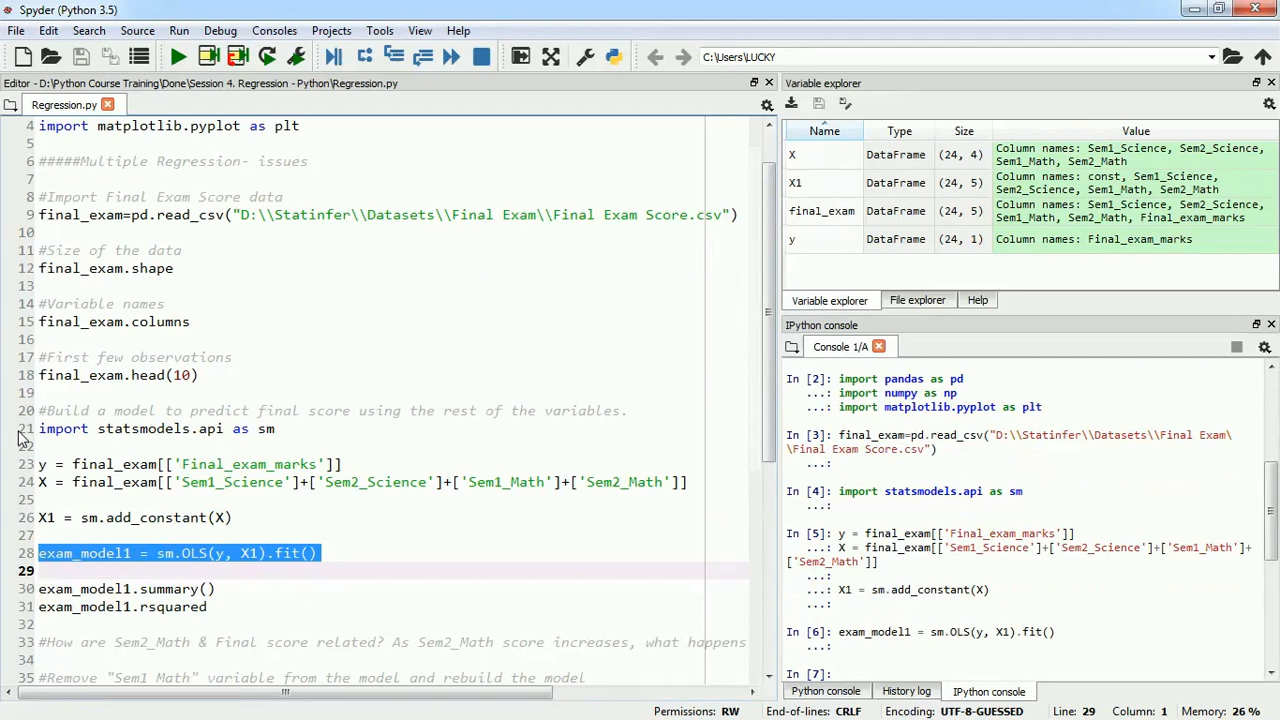 Spyder (Python 3.5)
File Edit Search Source Run Debug Consoles Projects Tools View Help
C:\Users\LUCKY
Editor - D:\Python Course Training\Done\Session 4. Regression - Python\Regression.py
Regression.py
4 import matplotlib.pyplot as plt
5
6 #####Multiple Regression- issues
7
8 #Import Final Exam Score data
9 final_exam=pd.read_csv("D:\\Statinfer\\Datasets\\Final Exam\\Final Exam Score.csv")
10
11 #Size of the data
12 final_exam.shape
13
14 #Variable names
15 final_exam.columns
16
17 #First few observations
18 final_exam.head(10)
19
20 #Build a model to predict final score using the rest of the variables.
21 import statsmodels.api as sm
22
23 y = final_exam[['Final_exam_marks']]
24 X = final_exam[['Sem1_Science']+['Sem2_Science']+['Sem1_Math']+['Sem2_Math']]
25
26 X1 = sm.add_constant(X)
27
28 exam_model1 = sm.OLS(y, X1).fit()
29
30 exam_model1.summary()
31 exam_model1.rsquared
32
33 #How are Sem2_Math & Final score related? As Sem2_Math score increases, what happens
34
35 #Remove "Sem1 Math" variable from the model and rebuild the model
Variable explorer
Name Type Size Value
X DataFrame (24, 4) Column names: Sem1_Science, Sem2_Science,
Sem1_Math, Sem2_Math
X1 DataFrame (24, 5) Column names: const, Sem1_Science,
Sem2_Science, Sem1_Math, Sem2_Math
final_exam DataFrame (24, 5) Column names: Sem1_Science, Sem2_Science,
Sem1_Math, Sem2_Math, Final_exam_marks
y DataFrame (24, 1) Column names: Final_exam_marks
Variable explorer File explorer Help
IPython console
Console 1/A
In [2]: import pandas as pd
...: import numpy as np
...: import matplotlib.pyplot as plt
In [3]: final_exam=pd.read_csv("D:\\Statinfer\\Datasets\\Final Exam\
\Final Exam Score.csv")
...:
In [4]: import statsmodels.api as sm
...:
In [5]: y = final_exam[['Final_exam_marks']]
...: X = final_exam[['Sem1_Science']+['Sem2_Science']+['Sem1_Math']+
['Sem2_Math']]
...:
...: X1 = sm.add_constant(X)
...:
In [6]: exam_model1 = sm.OLS(y, X1).fit()
...:
In [7]:
Python console History log IPython console
Permissions: RW End-of-lines: CRLF Encoding: UTF-8-GUESSED Line: 29 Column: 1 Memory: 26 %